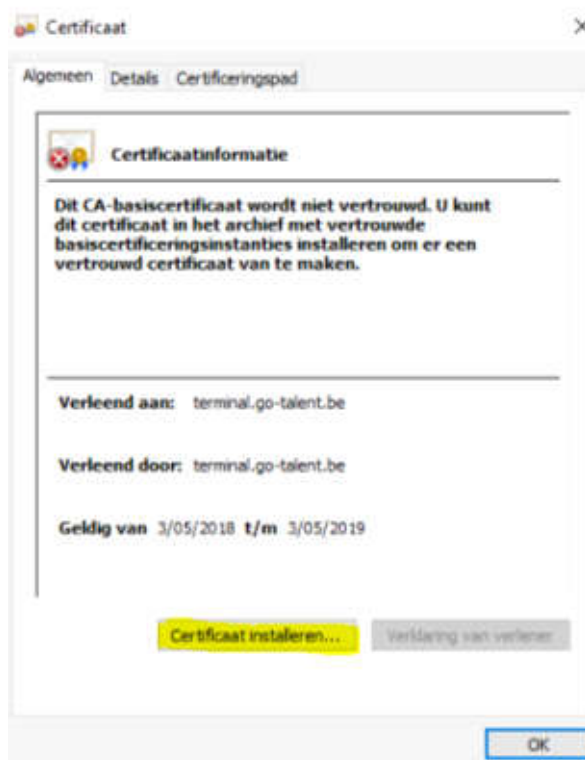 Certificaat
Algemeen Details Certificeringspad
Certificaatinformatie
Dit CA-basiscertificaat wordt niet vertrouwd. U kunt
dit certificaat in het archief met vertrouwde
basiscertificeringsinstanties installeren om er een
vertrouwd certificaat van te maken.
Verleend aan: terminal.go-talent.be
Verleend door: terminal.go-talent.be
Geldig van 3/05/2018 t/m 3/05/2019
Certificaat installeren... Verklaring van verlener
OK